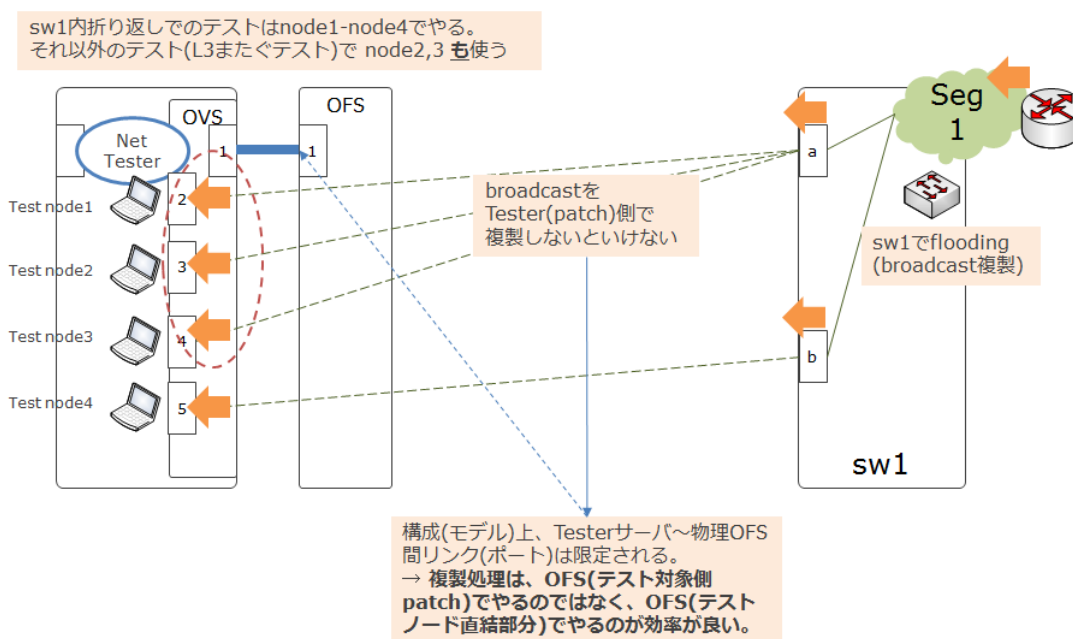 sw1内折り返しでのテストはnode1-node4でやる。
それ以外のテスト(L3またぐテスト)で node2,3 も使う
OVS
OFS
Net
Tester
1
1
Test node1
2
Test node2
3
Test node3
4
Test node4
5
broadcastを
Tester(patch)側で
複製しないといけない
a
b
Seg
1
sw1でflooding
(broadcast複製)
sw1
構成(モデル)上、Testerサーバ～物理OFS
間リンク(ポート)は限定される。
→ 複製処理は、OFS(テスト対象側
patch)でやるのではなく、OFS(テスト
ノード直結部分)でやるのが効率が良い。